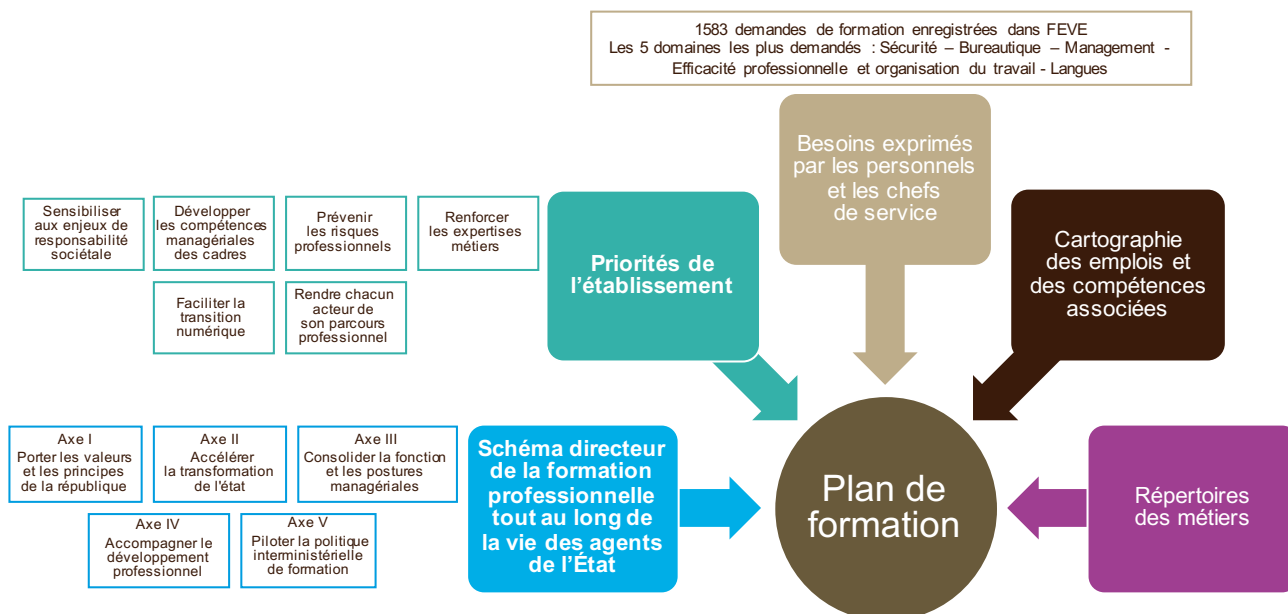 1583 demandes de formation enregistrées dans FEVE
Les 5 domaines les plus demandés : Sécurité – Bureautique – Management -
Efficacité professionnelle et organisation du travail - Langues
Besoins exprimés
par les personnels
et les chefs
de service
Sensibiliser
aux enjeux de
responsabilité
sociétale
Développer
les compétences
managériales
des cadres
Prévenir
les risques
professionnels
Renforcer
les expertises
métiers
Faciliter la
transition
numérique
Rendre chacun
acteur de
son parcours
professionnel
Priorités de
l'établissement
Cartographie
des emplois et
des compétences
associées
Axe I
Porter les valeurs
et les principes
de la république
Axe II
Accélérer
la transformation
de l'état
Axe III
Consolider la fonction
et les postures
managériales
Axe IV
Accompagner le
développement
professionnel
Axe V
Piloter la politique
interministérielle
de formation
Schéma directeur
de la formation
professionnelle
tout au long de
la vie des agents
de l'État
Plan de
formation
Répertoires
des métiers